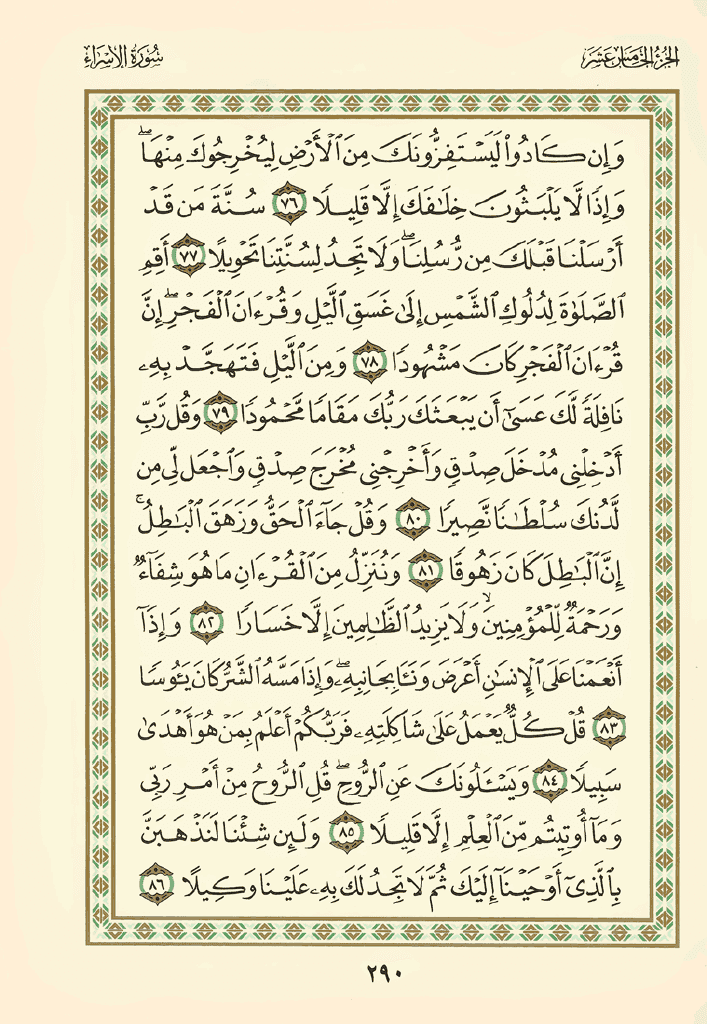 الجزء الخامس عشر
سورة الإسراء
وَإِن كَادُوا۟ لَيَسْتَفِزُّونَكَ مِنَ ٱلْأَرْضِ لِيُخْرِجُوكَ مِنْهَا ۖ
وَإِذًا لَّا يَلْبَثُونَ خِلَٰفَكَ إِلَّا قَلِيلًا ٧٦ سُنَّةَ مَن قَدْ
أَرْسَلْنَا قَبْلَكَ مِن رُّسُلِنَا ۖ وَلَا تَجِدُ لِسُنَّتِنَا تَحْوِيلًا ٧٧ أَقِمِ
ٱلصَّلَوٰةَ لِدُلُوكِ ٱلشَّمْسِ إِلَىٰ غَسَقِ ٱلَّيْلِ وَقُرْءَانَ ٱلْفَجْرِ ۖ إِنَّ
قُرْءَانَ ٱلْفَجْرِ كَانَ مَشْهُودًا ٧٨ وَمِنَ ٱلَّيْلِ فَتَهَجَّدْ بِهِۦ
نَافِلَةً لَّكَ عَسَىٰٓ أَن يَبْعَثَكَ رَبُّكَ مَقَامًا مَّحْمُودًا ٧٩ وَقُل رَّبِّ
أَدْخِلْنِى مُدْخَلَ صِدْقٍ وَأَخْرِجْنِى مُخْرَجَ صِدْقٍ وَٱجْعَل لِّى مِن
لَّدُنكَ سُلْطَٰنًا نَّصِيرًا ٨٠ وَقُلْ جَآءَ ٱلْحَقُّ وَزَهَقَ ٱلْبَٰطِلُ ۚ
إِنَّ ٱلْبَٰطِلَ كَانَ زَهُوقًا ٨١ وَنُنَزِّلُ مِنَ ٱلْقُرْءَانِ مَا هُوَ شِفَآءٌ
وَرَحْمَةٌ لِّلْمُؤْمِنِينَ ۙ وَلَا يَزِيدُ ٱلظَّٰلِمِينَ إِلَّا خَسَارًا ٨٢ وَإِذَآ
أَنْعَمْنَا عَلَى ٱلْإِنسَٰنِ أَعْرَضَ وَنَـَٔا بِجَانِبِهِۦ ۖ وَإِذَا مَسَّهُ ٱلشَّرُّ كَانَ يَـُٔوسًا
٨٣ قُلْ كُلٌّ يَعْمَلُ عَلَىٰ شَاكِلَتِهِۦ فَرَبُّكُمْ أَعْلَمُ بِمَنْ هُوَ أَهْدَىٰ
سَبِيلًا ٨٤ وَيَسْـَٔلُونَكَ عَنِ ٱلرُّوحِ ۖ قُلِ ٱلرُّوحُ مِنْ أَمْرِ رَبِّى
وَمَآ أُوتِيتُم مِّنَ ٱلْعِلْمِ إِلَّا قَلِيلًا ٨٥ وَلَئِن شِئْنَا لَنَذْهَبَنَّ
بِٱلَّذِىٓ أَوْحَيْنَآ إِلَيْكَ ثُمَّ لَا تَجِدُ لَكَ بِهِۦ عَلَيْنَا وَكِيلًا ٨٦
٢٩٠